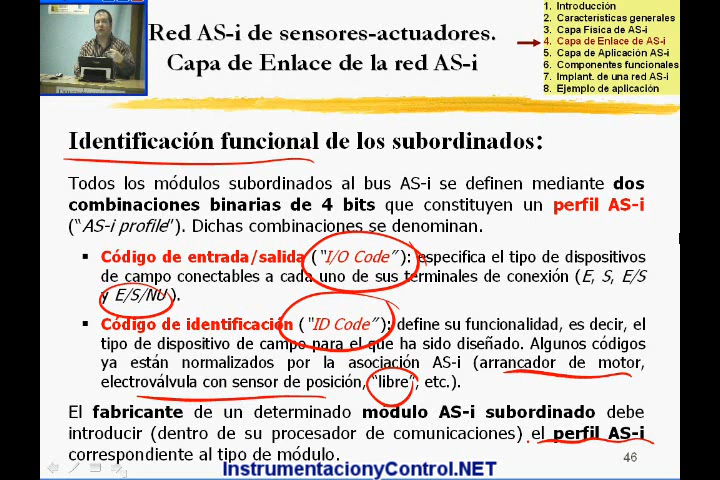 Red AS-i de sensores-actuadores.
Capa de Enlace de la red AS-i
1. Introducción
2. Características generales
3. Capa Física de AS-i
4. Capa de Enlace de AS-i
5. Capa de Aplicación AS-i
6. Componentes funcionales
7. Implant. de una red AS-i
8. Ejemplo de aplicación
Identificación funcional de los subordinados:
Todos los módulos subordinados al bus AS-i se definen mediante dos
combinaciones binarias de 4 bits que constituyen un perfil AS-i
("AS-i profile"). Dichas combinaciones se denominan.
▪ Código de entrada/salida ("I/O Code"): especifica el tipo de dispositivos
de campo conectables a cada uno de sus terminales de conexión (E, S, E/S
y E/S/NU).
▪ Código de identificación ("ID Code"): define su funcionalidad, es decir, el
tipo de dispositivo de campo para el que ha sido diseñado. Algunos códigos
ya están normalizados por la asociación AS-i (arrancador de motor,
electroválvula con sensor de posición, "libre", etc.).
El fabricante de un determinado módulo AS-i subordinado debe
introducir (dentro de su procesador de comunicaciones) el perfil AS-i
correspondiente al tipo de módulo.
46
InstrumentacionyControl.NET